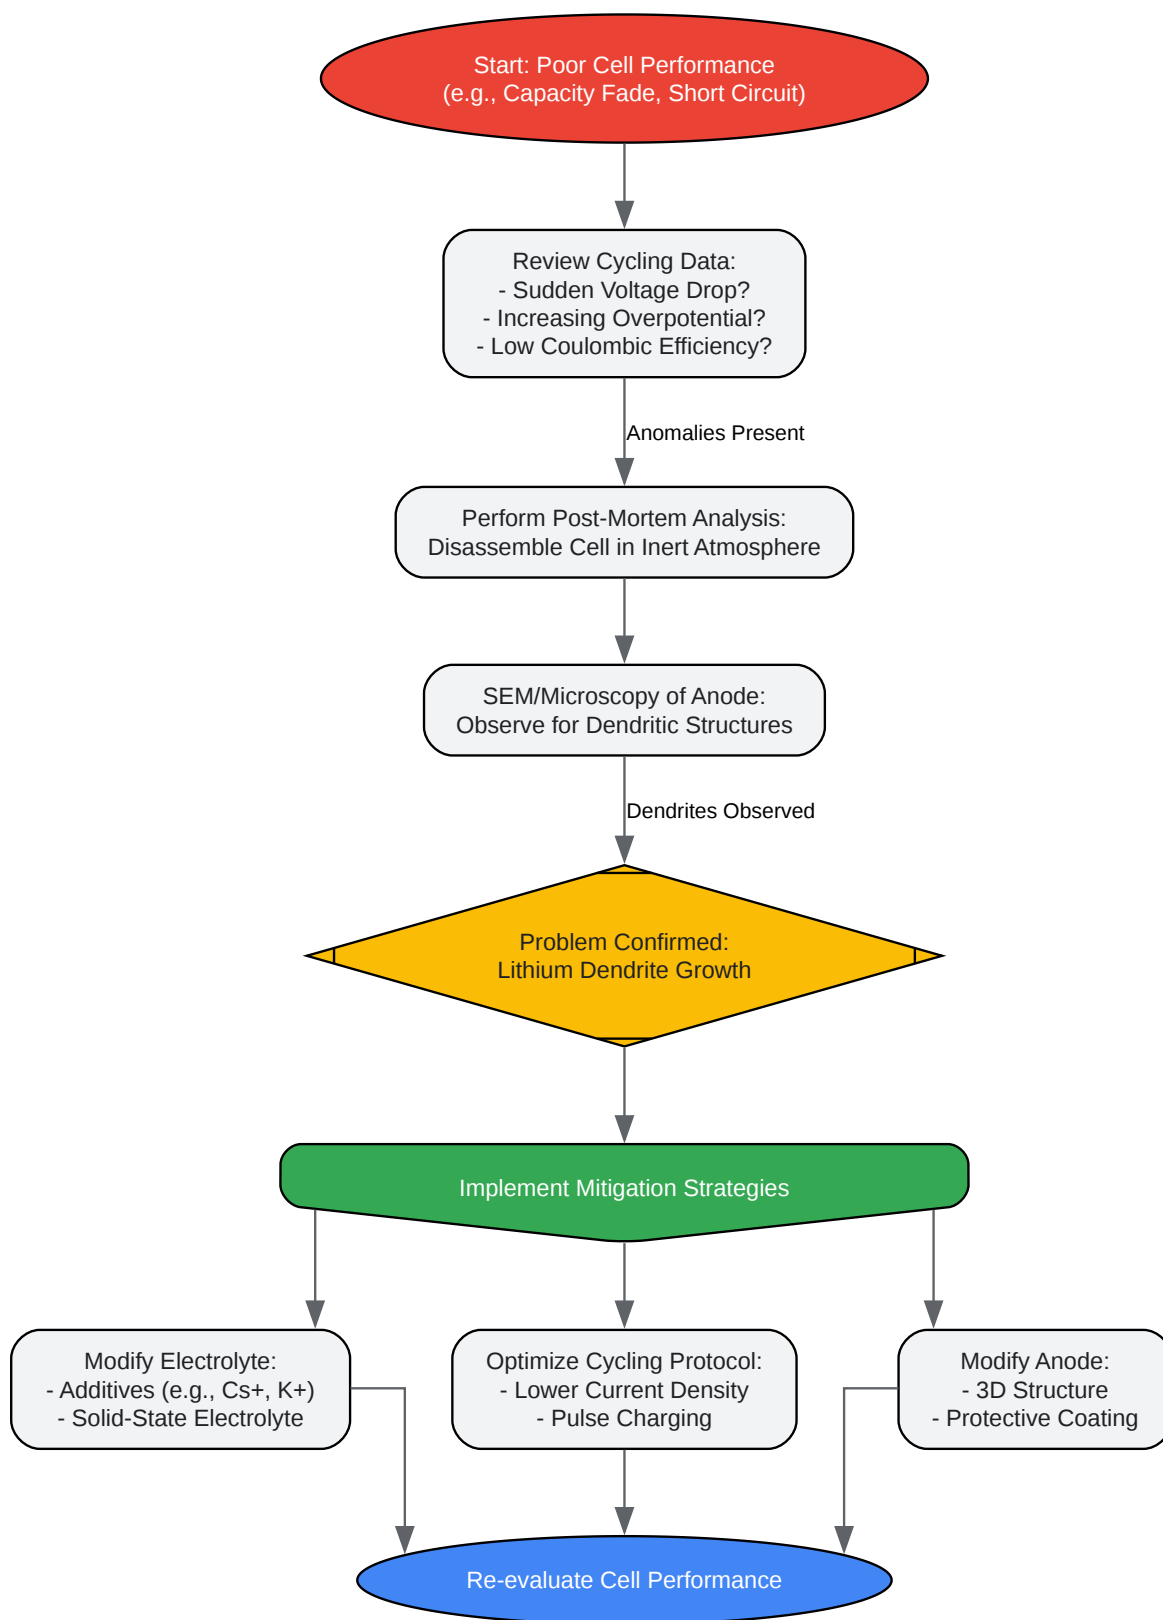 Start: Poor Cell Performance
(e.g., Capacity Fade, Short Circuit)
Review Cycling Data:
- Sudden Voltage Drop?
- Increasing Overpotential?
- Low Coulombic Efficiency?
Anomalies Present
Perform Post-Mortem Analysis:
Disassemble Cell in Inert Atmosphere
SEM/Microscopy of Anode:
Observe for Dendritic Structures
Dendrites Observed
Problem Confirmed:
Lithium Dendrite Growth
Implement Mitigation Strategies
Modify Electrolyte:
- Additives (e.g., Cs+, K+)
- Solid-State Electrolyte
Optimize Cycling Protocol:
- Lower Current Density
- Pulse Charging
Modify Anode:
- 3D Structure
- Protective Coating
Re-evaluate Cell Performance